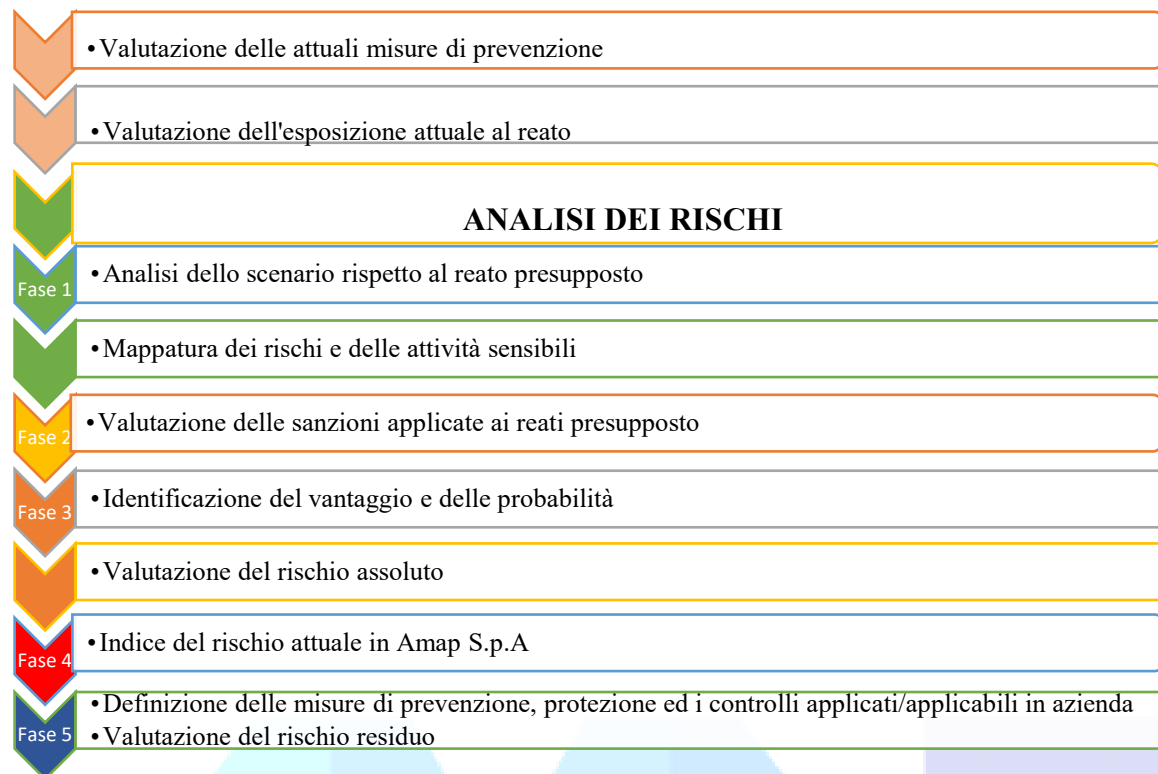 •Valutazione delle attuali misure di prevenzione
•Valutazione dell'esposizione attuale al reato
ANALISI DEI RISCHI
Fase 1
•Analisi dello scenario rispetto al reato presupposto
•Mappatura dei rischi e delle attività sensibili
Fase 2
•Valutazione delle sanzioni applicate ai reati presupposto
Fase 3
•Identificazione del vantaggio e delle probabilità
•Valutazione del rischio assoluto
Fase 4
•Indice del rischio attuale in Amap S.p.A
Fase 5
•Definizione delle misure di prevenzione, protezione ed i controlli applicati/applicabili in azienda
•Valutazione del rischio residuo